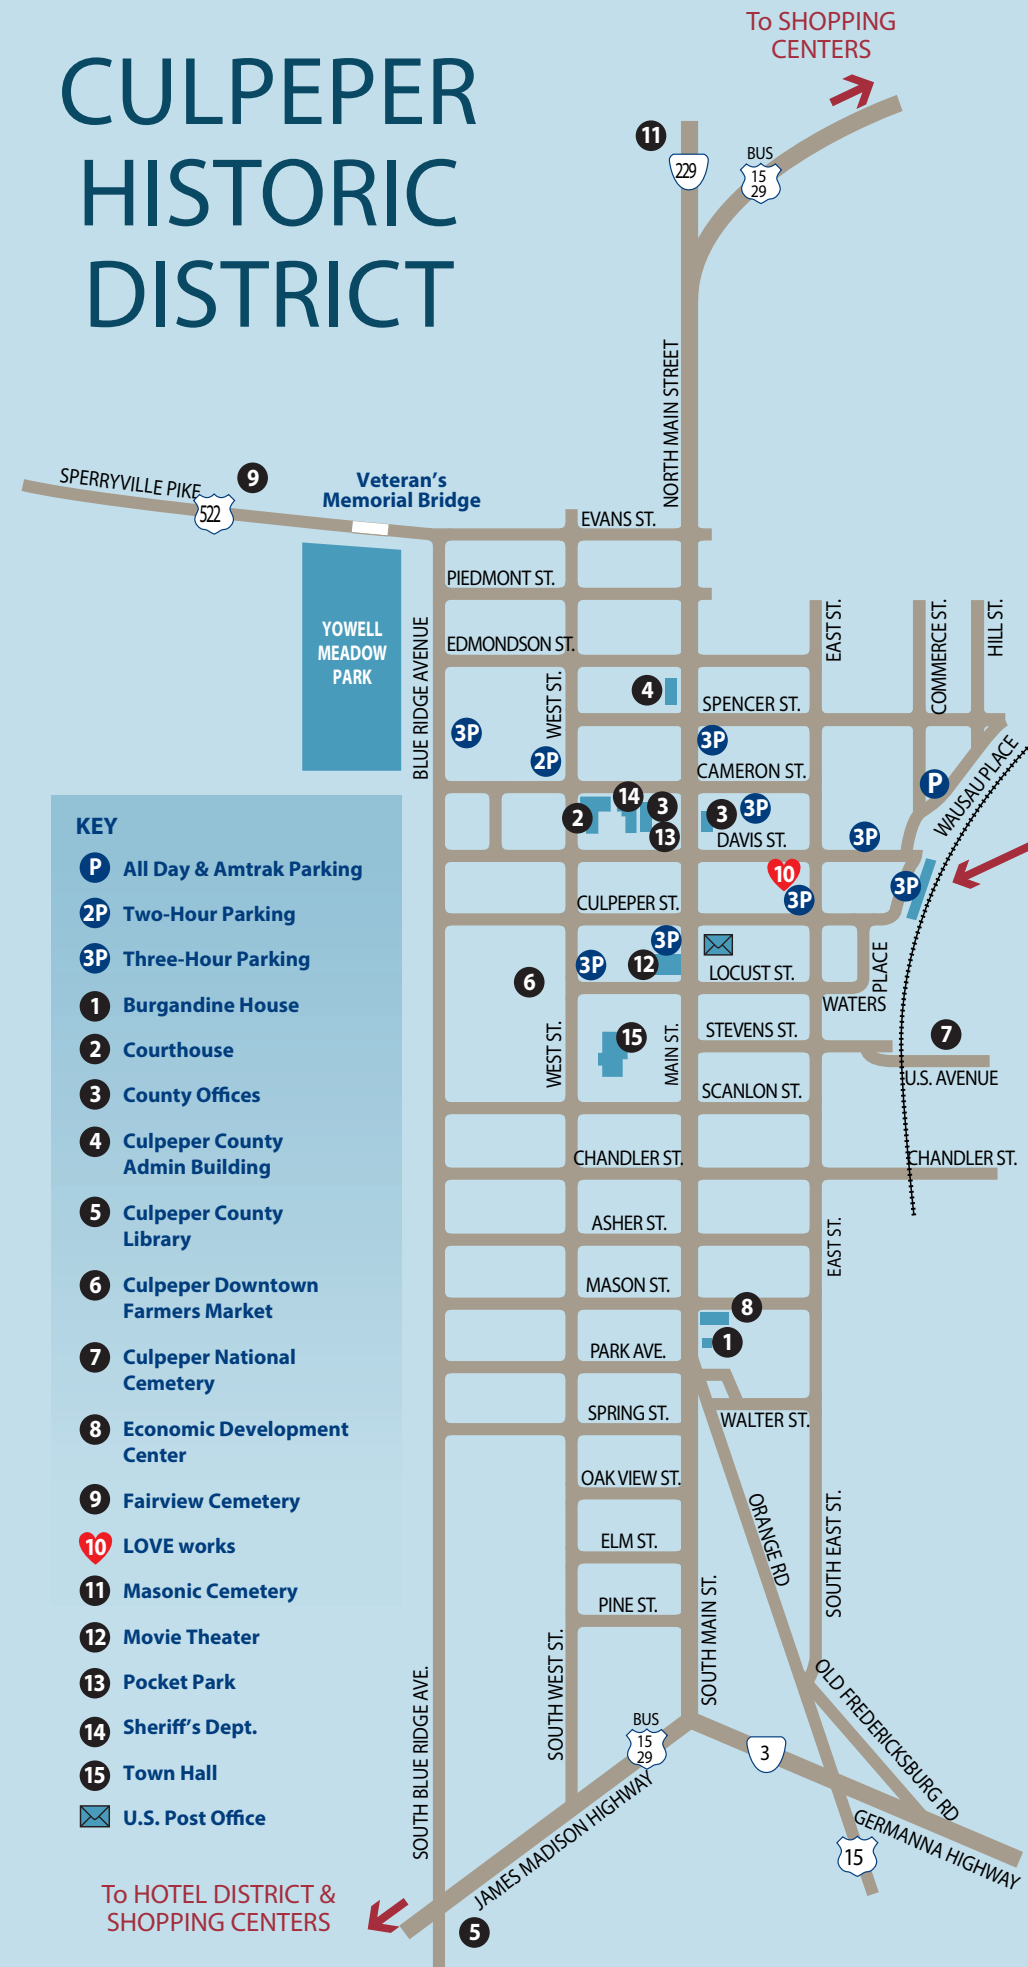 To SHOPPING
CENTERS
CULPEPER
HISTORIC
DISTRICT
11
229
BUS
15
29
NORTH MAIN STREET
SPERRYVILLE PIKE
522
9
Veteran's
Memorial Bridge
EVANS ST.
PIEDMONT ST.
YOWELL
MEADOW
PARK
BLUE RIDGE AVENUE
EDMONDSON ST.
EAST ST.
COMMERCE ST.
HILL ST.
WEST ST.
4
SPENCER ST.
3P
2P
3P
CAMERON ST.
P
WAUSAU PLACE
2
14
3
13
3
3P
DAVIS ST.
3P
10
3P
3P
CULPEPER ST.
3P
3P
12
LOCUST ST.
6
WATERS
PLACE
WEST ST.
15
MAIN ST.
STEVENS ST.
7
U.S. AVENUE
SCANLON ST.
CHANDLER ST.
CHANDLER ST.
ASHER ST.
EAST ST.
MASON ST.
8
1
PARK AVE.
SPRING ST.
WALTER ST.
OAK VIEW ST.
ORANGE RD
SOUTH EAST ST.
ELM ST.
PINE ST.
SOUTH MAIN ST.
SOUTH WEST ST.
SOUTH BLUE RIDGE AVE.
OLD FREDERICKSBURG RD
BUS
15
29
3
JAMES MADISON HIGHWAY
GERMANNA HIGHWAY
15
5
KEY
P All Day & Amtrak Parking
2P Two-Hour Parking
3P Three-Hour Parking
1 Burgandine House
2 Courthouse
3 County Offices
4 Culpeper County
Admin Building
5 Culpeper County
Library
6 Culpeper Downtown
Farmers Market
7 Culpeper National
Cemetery
8 Economic Development
Center
9 Fairview Cemetery
10 LOVE works
11 Masonic Cemetery
12 Movie Theater
13 Pocket Park
14 Sheriff's Dept.
15 Town Hall
U.S. Post Office
To HOTEL DISTRICT &
SHOPPING CENTERS